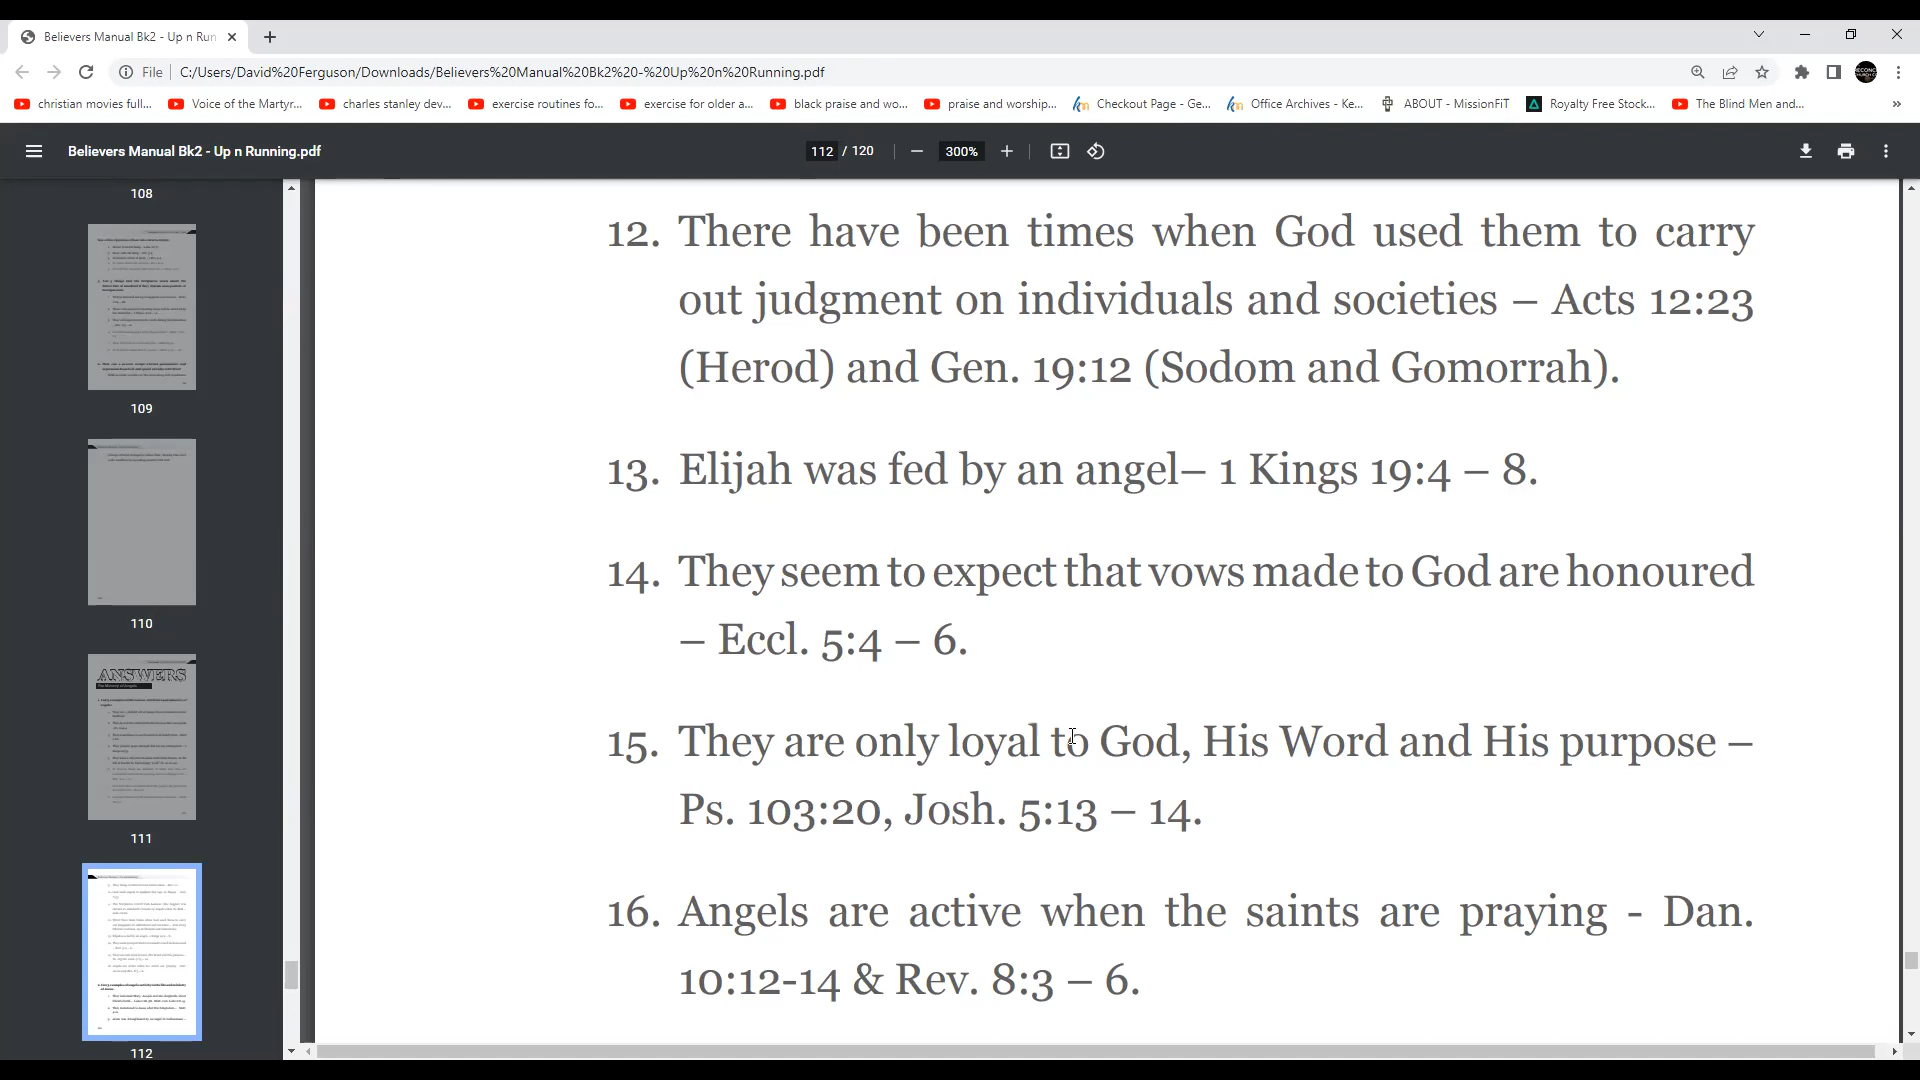 Believers Manual Bk2 - Up n Run
File
C:/Users/David%20Ferguson/Downloads/Believers%20Manual%20Bk2%20-%20Up%20n%20Running.pdf
christian movies full... Voice of the Martyr... charles stanley dev... exercise routines fo... exercise for older a... black praise and wo... praise and worship... Checkout Page - Ge... Office Archives - Ke... ABOUT - MissionFiT Royalty Free Stock... The Blind Men and...
Believers Manual Bk2 - Up n Running.pdf 112 / 120 300%
108
109
110
ANSWERS
The Ministry of Angels
111
112
12. There have been times when God used them to carry
out judgment on individuals and societies – Acts 12:23
(Herod) and Gen. 19:12 (Sodom and Gomorrah).
13. Elijah was fed by an angel– 1 Kings 19:4 – 8.
14. They seem to expect that vows made to God are honoured
– Eccl. 5:4 – 6.
15. They are only loyal to God, His Word and His purpose –
Ps. 103:20, Josh. 5:13 – 14.
16. Angels are active when the saints are praying - Dan.
10:12-14 & Rev. 8:3 – 6.